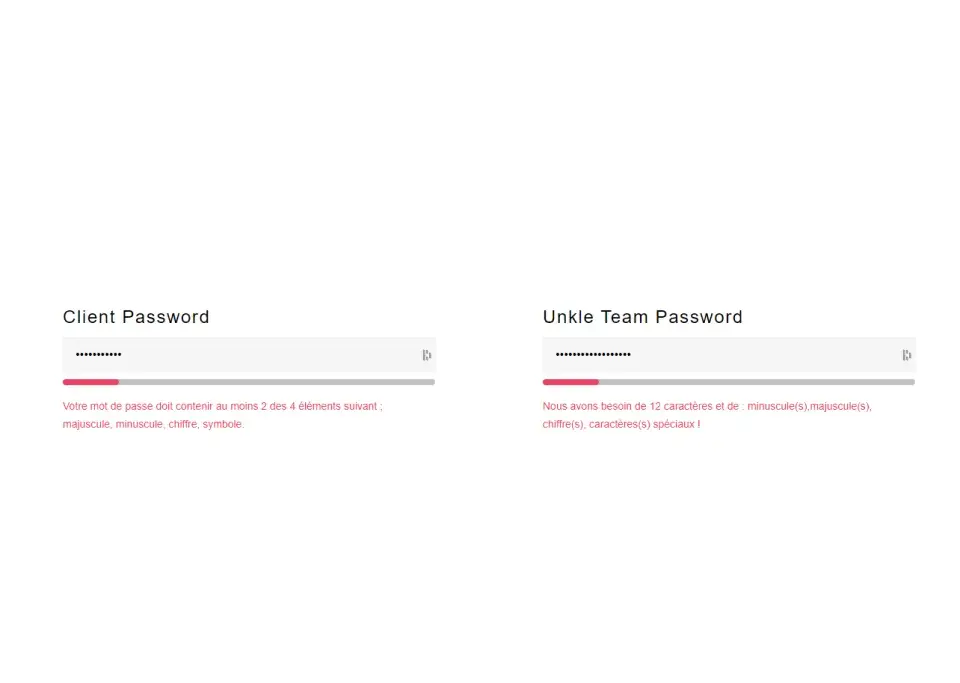 Client Password
•••••••••••
Votre mot de passe doit contenir au moins 2 des 4 éléments suivant ;
majuscule, minuscule, chiffre, symbole.
Unkle Team Password
••••••••••••••••••
Nous avons besoin de 12 caractères et de : minuscule(s),majuscule(s),
chiffre(s), caractères(s) spéciaux !